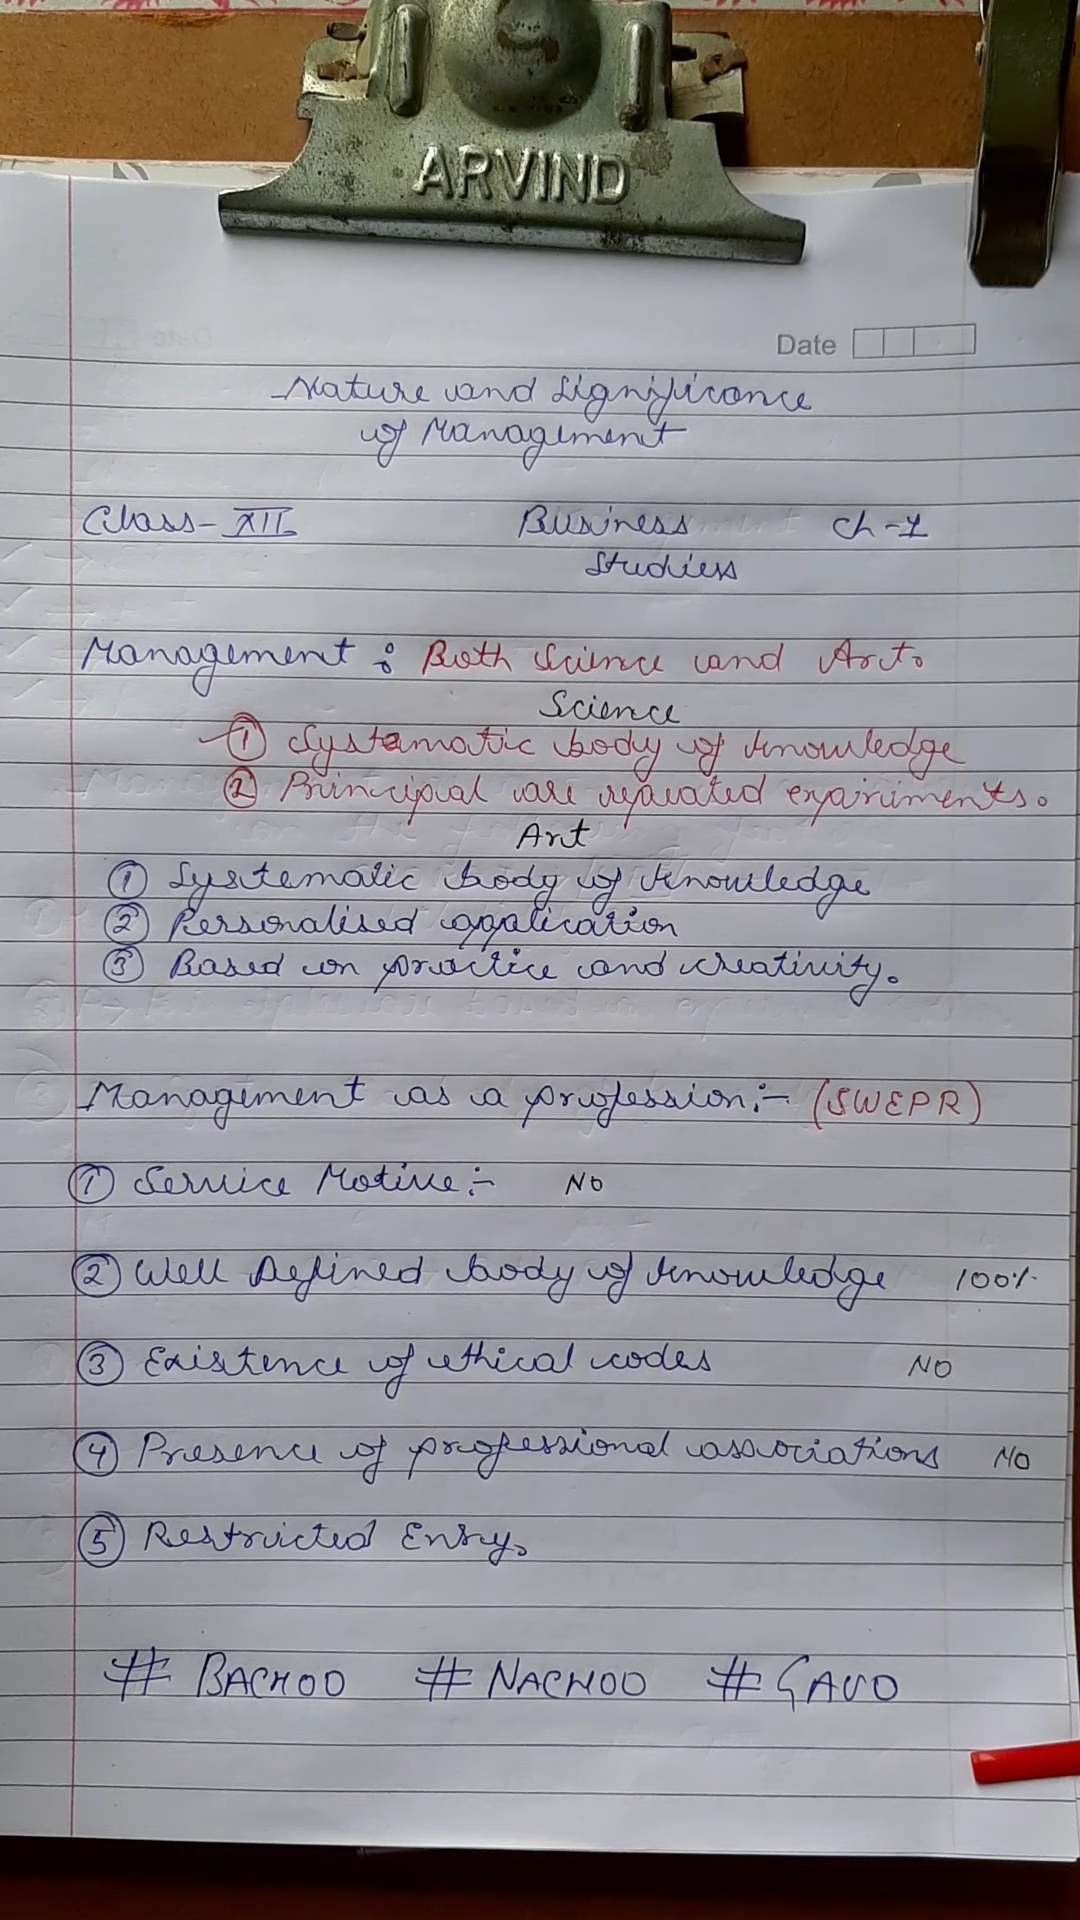 ARVIND
Date
Nature and Significance
of Management
Class-XII Business Ch-1
Studies
Management : Both Science and Art.
Science
① Systematic body of knowledge
② Principal are repeated expairiments.
Art
① Systematic body of knowledge
② Personalised application
③ Based on practice and creativity.
Management as a profession:- (SWEPR)
① Service Motive:- NO
② Well Defined body of knowledge 100%
③ Existence of ethical codes NO
④ Presence of professional associations NO
⑤ Restricted Entry.
# BACHOO # NACHOO # GAUO